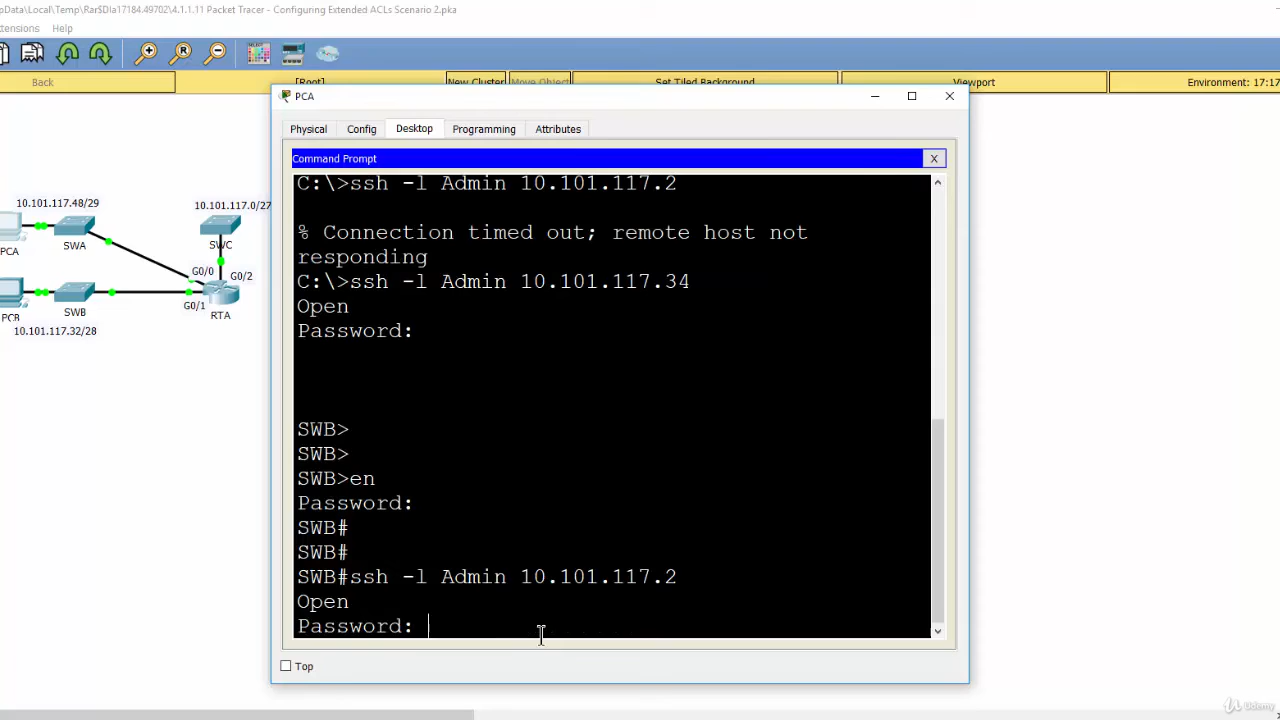 pData\Local\Temp\Rar$DIa17184.49702\4.1.1.11 Packet Tracer - Configuring Extended ACLs Scenario 2.pka
xtensions Help
Back [Root] New Cluster Move Object Set Tiled Background Viewport Environment: 17:17
PCA
Physical Config Desktop Programming Attributes
Command Prompt X
C:\>ssh -l Admin 10.101.117.2
% Connection timed out; remote host not
responding
C:\>ssh -l Admin 10.101.117.34
Open
Password:
SWB>
SWB>
SWB>en
Password:
SWB#
SWB#
SWB#ssh -l Admin 10.101.117.2
Open
Password:
Top
10.101.117.48/29
10.101.117.0/27
PCA
SWA
SWC
G0/0
G0/2
G0/1
PCB
SWB
RTA
10.101.117.32/28
Udemy